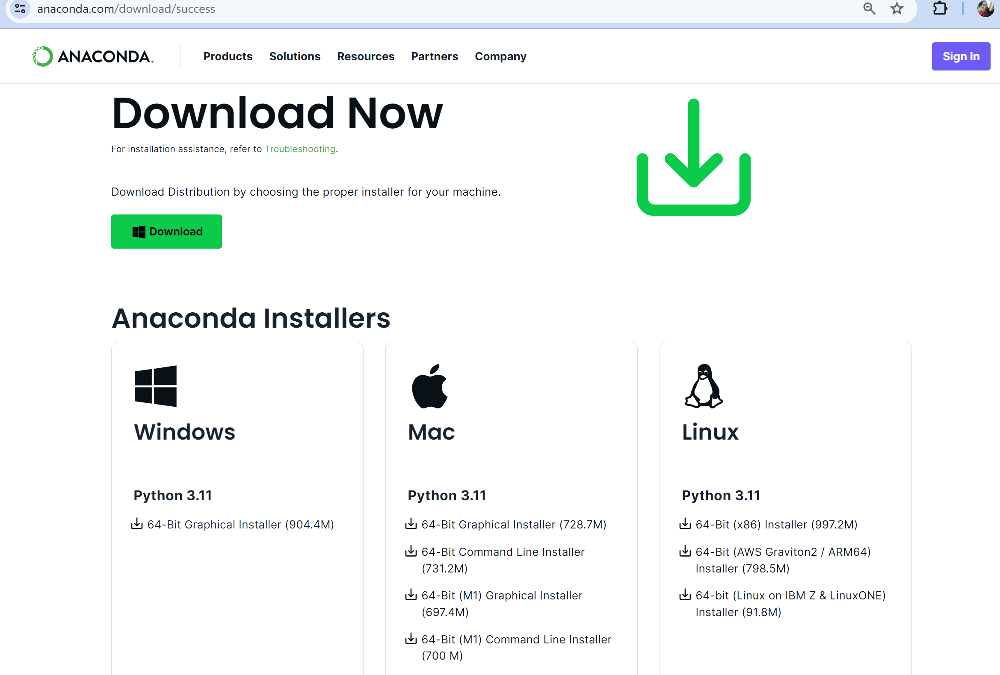 anaconda.com/download/success
ANACONDA.
Products Solutions Resources Partners Company
Sign In
Download Now
For installation assistance, refer to Troubleshooting.
Download Distribution by choosing the proper installer for your machine.
Download
Anaconda Installers
Windows
Python 3.11
64-Bit Graphical Installer (904.4M)
Mac
Python 3.11
64-Bit Graphical Installer (728.7M)
64-Bit Command Line Installer
(731.2M)
64-Bit (M1) Graphical Installer
(697.4M)
64-Bit (M1) Command Line Installer
(700 M)
Linux
Python 3.11
64-Bit (x86) Installer (997.2M)
64-Bit (AWS Graviton2 / ARM64)
Installer (798.5M)
64-bit (Linux on IBM Z & LinuxONE)
Installer (91.8M)